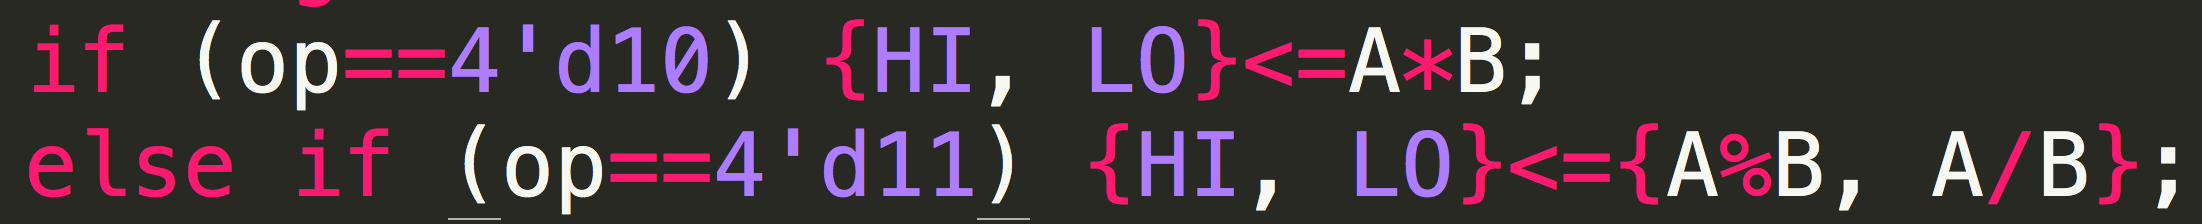 if (op==4'd10) {HI, LO}<=A*B;
else if (op==4'd11) {HI, LO}<={A%B, A/B};